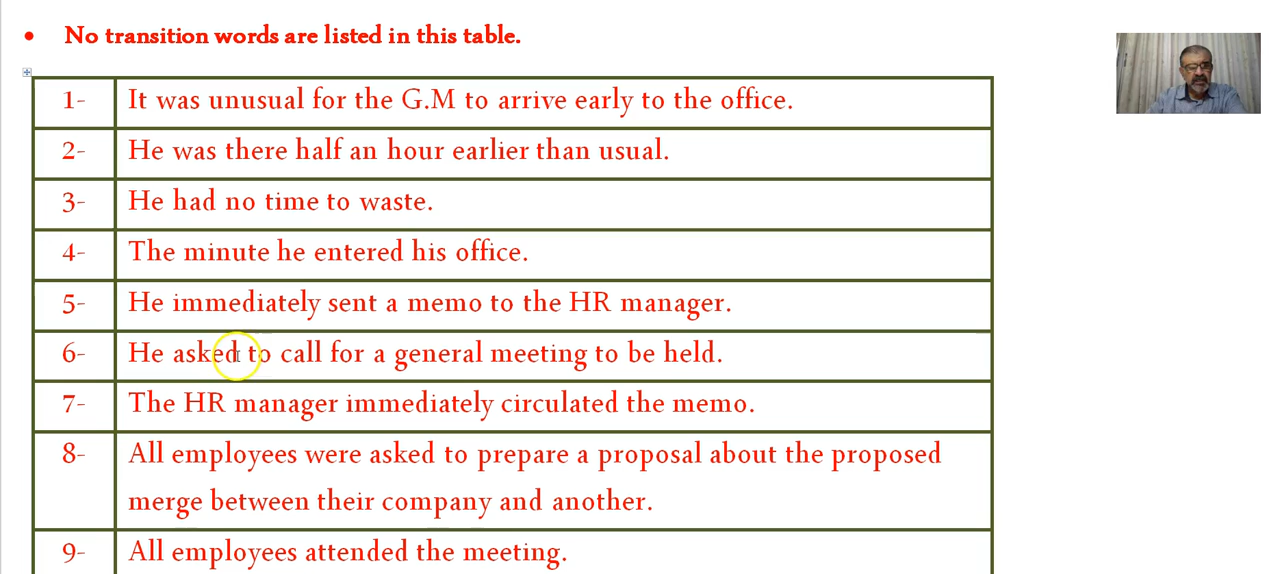 • No transition words are listed in this table.
1- It was unusual for the G.M to arrive early to the office.
2- He was there half an hour earlier than usual.
3- He had no time to waste.
4- The minute he entered his office.
5- He immediately sent a memo to the HR manager.
6- He asked to call for a general meeting to be held.
7- The HR manager immediately circulated the memo.
8- All employees were asked to prepare a proposal about the proposed
merge between their company and another.
9- All employees attended the meeting.